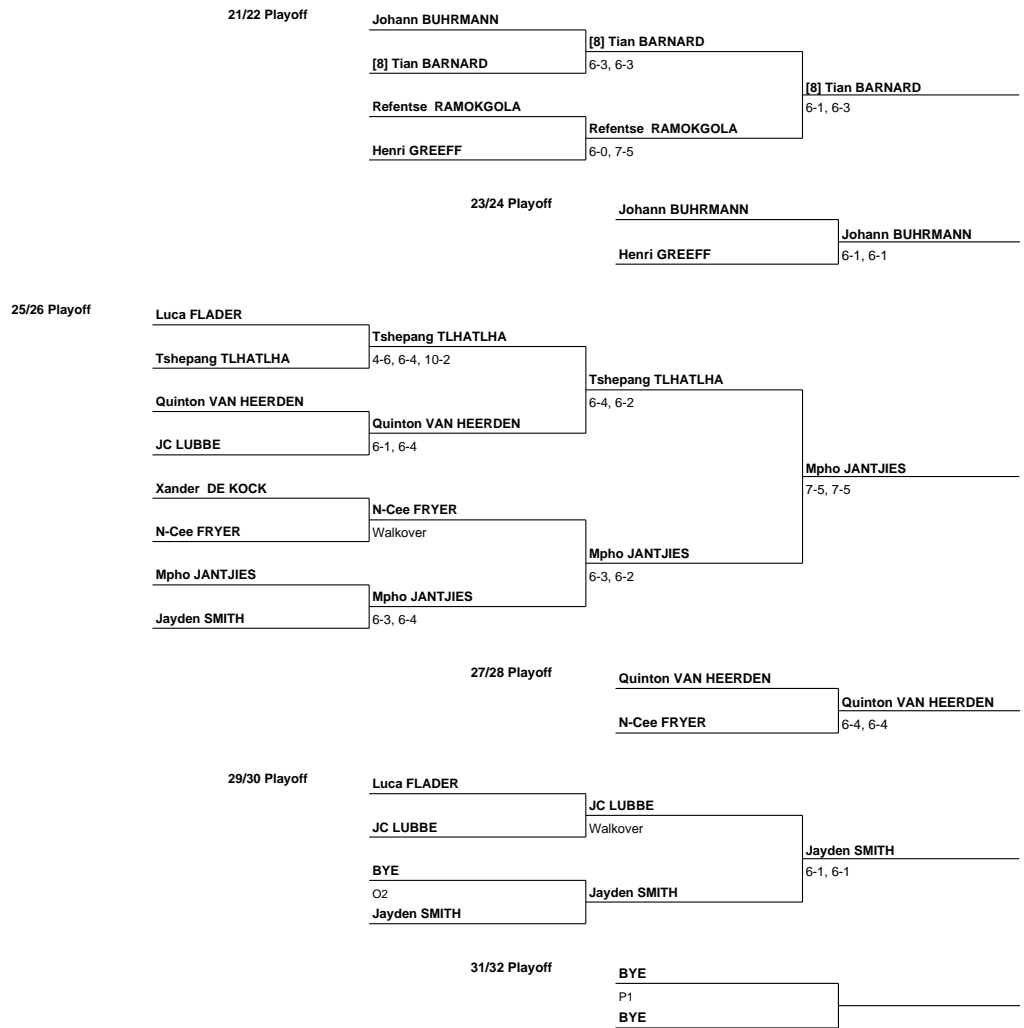 21/22 Playoff
Johann BUHRMANN
[8] Tian BARNARD
[8] Tian BARNARD
6-3, 6-3
[8] Tian BARNARD
6-1, 6-3
Refentse RAMOKGOLA
Refentse RAMOKGOLA
Henri GREEFF
6-0, 7-5
23/24 Playoff
Johann BUHRMANN
Johann BUHRMANN
Henri GREEFF
6-1, 6-1
25/26 Playoff
Luca FLADER
Tshepang TLHATLHA
Tshepang TLHATLHA
4-6, 6-4, 10-2
Tshepang TLHATLHA
6-4, 6-2
Quinton VAN HEERDEN
Quinton VAN HEERDEN
JC LUBBE
6-1, 6-4
Mpho JANTJIES
7-5, 7-5
Xander DE KOCK
N-Cee FRYER
N-Cee FRYER
Walkover
Mpho JANTJIES
6-3, 6-2
Mpho JANTJIES
Mpho JANTJIES
Jayden SMITH
6-3, 6-4
27/28 Playoff
Quinton VAN HEERDEN
Quinton VAN HEERDEN
N-Cee FRYER
6-4, 6-4
29/30 Playoff
Luca FLADER
JC LUBBE
JC LUBBE
Walkover
Jayden SMITH
6-1, 6-1
BYE
O2
Jayden SMITH
Jayden SMITH
31/32 Playoff
BYE
P1
BYE